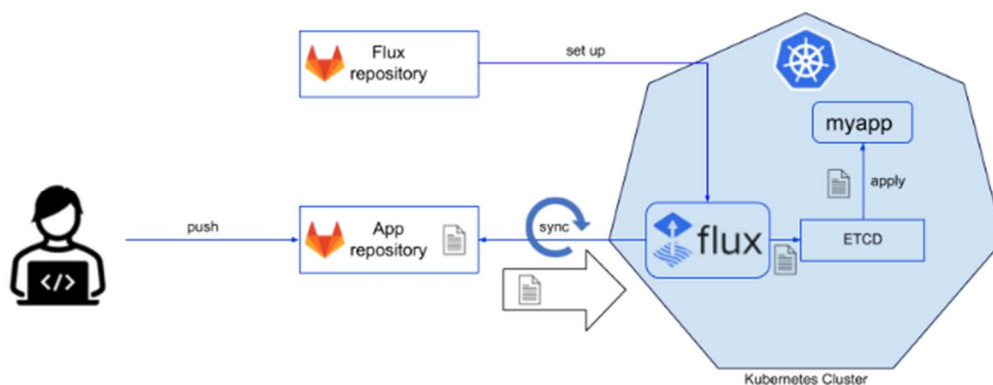 Flux
repository
set up
myapp
apply
push
App
repository
sync
flux
ETCD
</>
Kubernetes Cluster